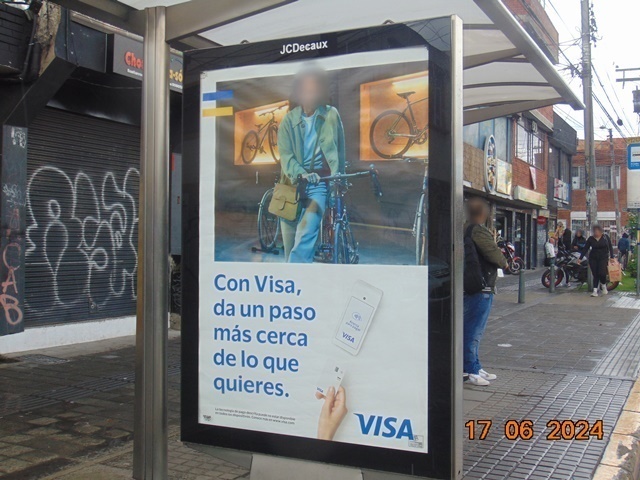 JCDecaux
Con Visa,
da un paso
más cerca
de lo que
quieres.
VISA
VISA
17 06 2024